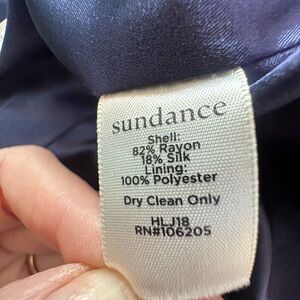 sundance
Shell:
82% Rayon
18% Silk
Lining:
100% Polyester
Dry Clean Only
HLJ18
RN#106205